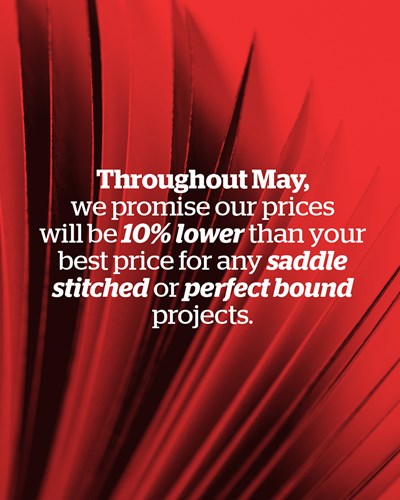 Throughout May,
we promise our prices
will be 10% lower than your
best price for any saddle
stitched or perfect bound
projects.